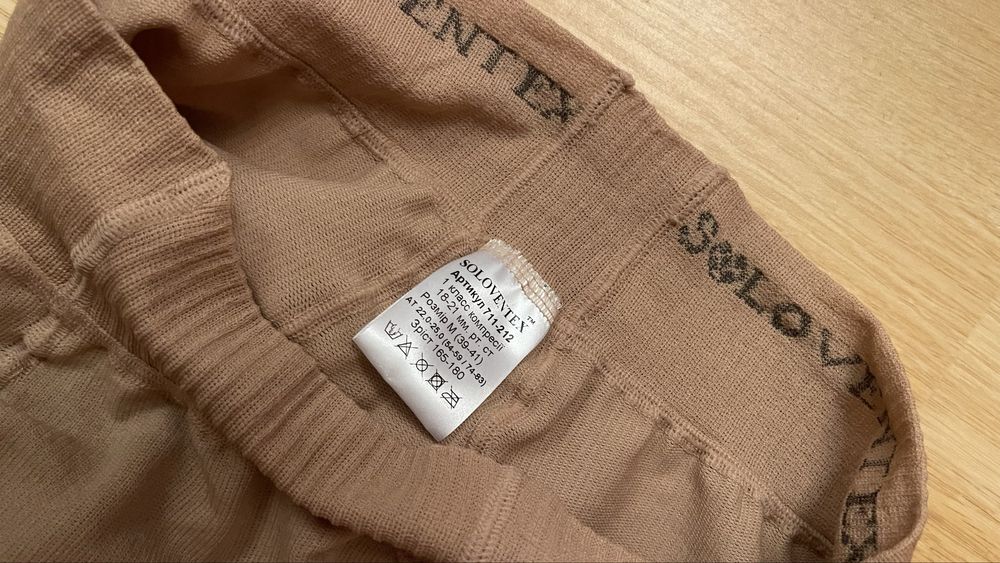 ENTEX
SOLOVENTEX
SOLOVENTEX™
Артикул 711-212
1 класс компресії
18-21 мм. рт. ст
Розмір М (39-41)
АТ 22.0-25.0 (54-59 / 74-83)
Зріст 165-180